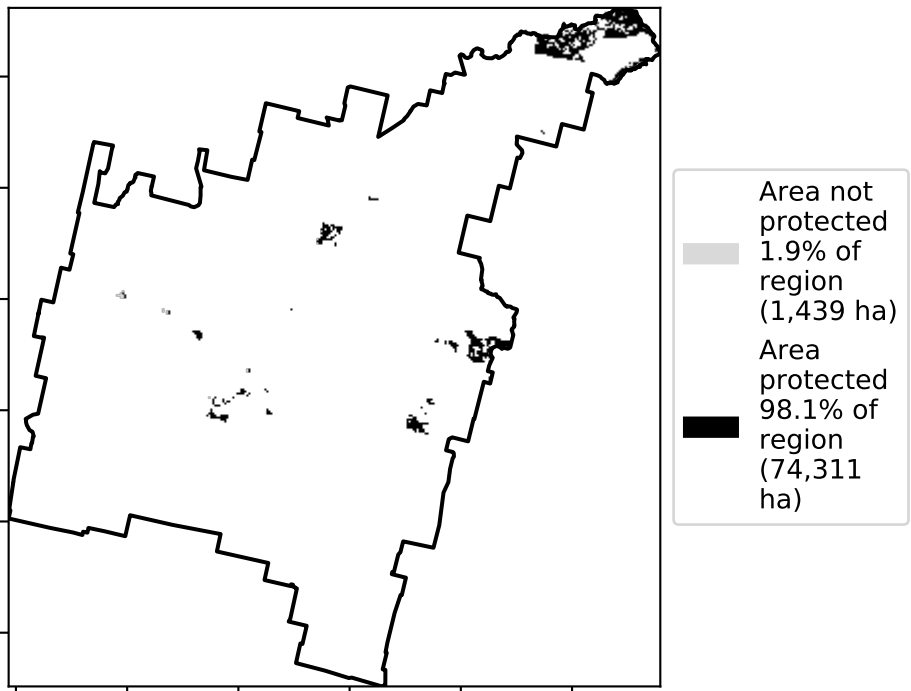 Area not
protected
1.9% of
region
(1,439 ha)
Area
protected
98.1% of
region
(74,311
ha)